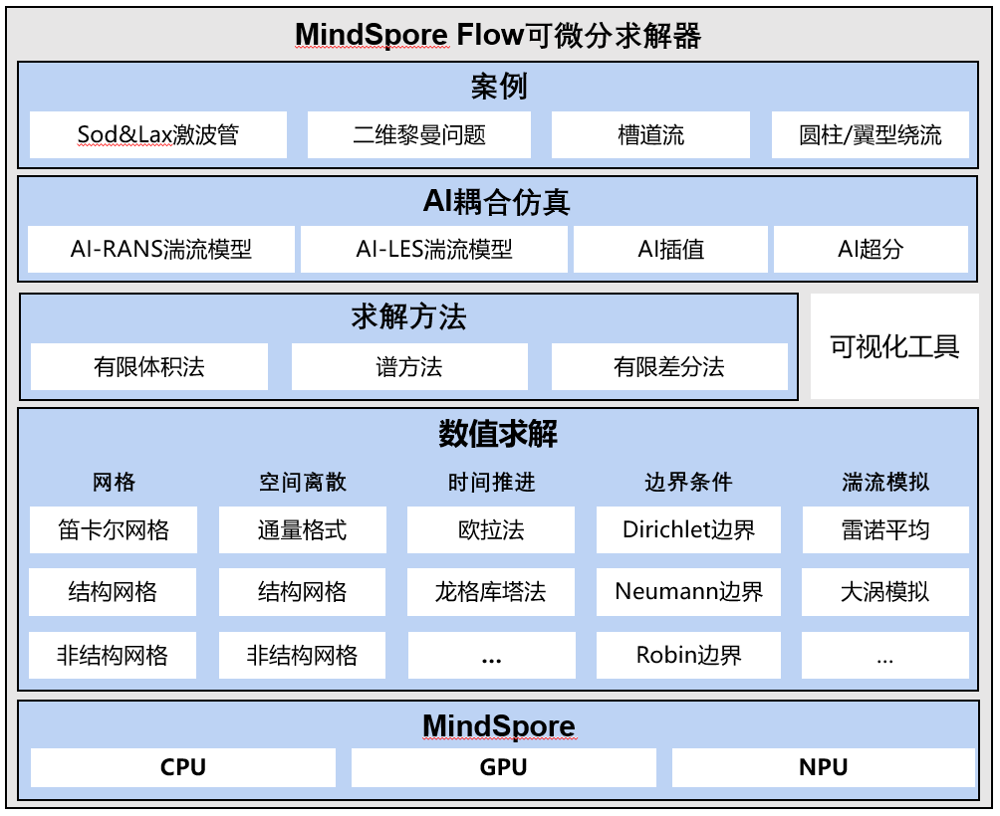 MindSpore Flow可微分求解器
案例
Sod&Lax激波管 二维黎曼问题 槽道流 圆柱/翼型绕流
AI耦合仿真
AI-RANS湍流模型 AI-LES湍流模型 AI插值 AI超分
求解方法
有限体积法 谱方法 有限差分法
可视化工具
数值求解
网格 空间离散 时间推进 边界条件 湍流模拟
笛卡尔网格 通量格式 欧拉法 Dirichlet边界 雷诺平均
结构网格 结构网格 龙格库塔法 Neumann边界 大涡模拟
非结构网格 非结构网格 ... Robin边界 ...
MindSpore
CPU GPU NPU